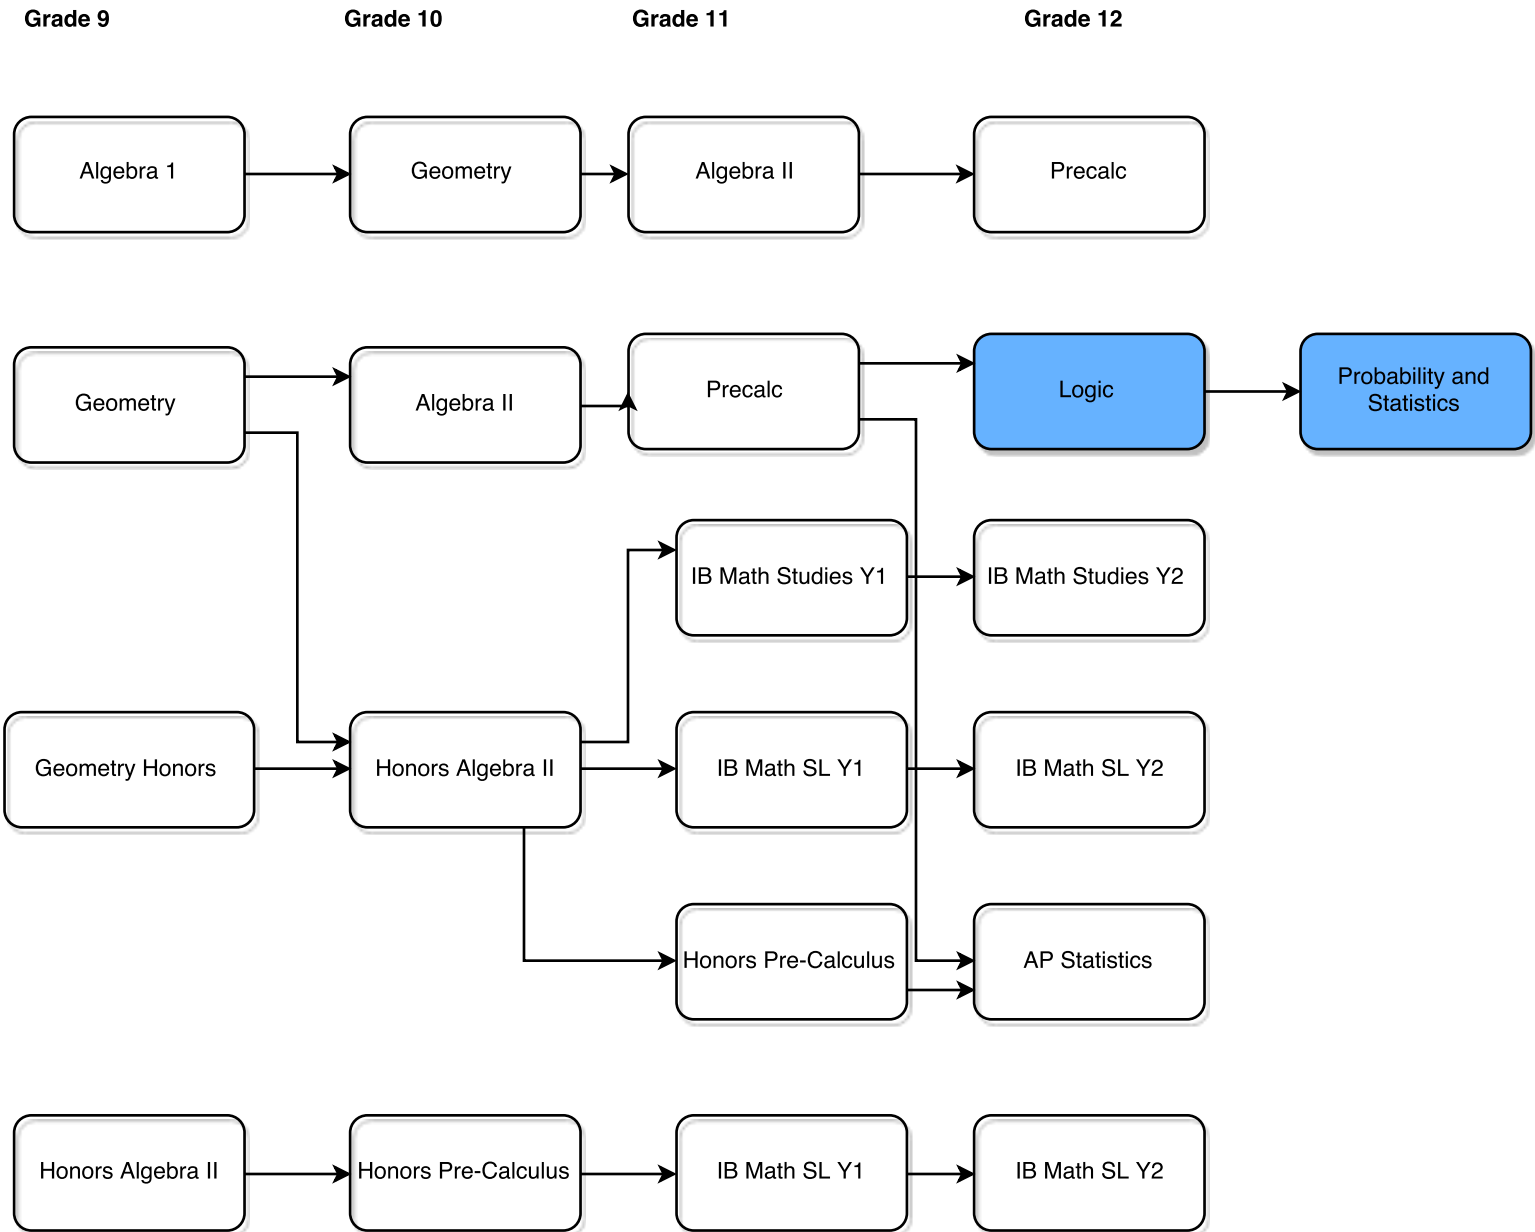 Grade 9
Grade 10
Grade 11
Grade 12
Algebra 1
Geometry
Algebra II
Precalc
Geometry
Algebra II
Precalc
Logic
Probability and
Statistics
IB Math Studies Y1
IB Math Studies Y2
Geometry Honors
Honors Algebra II
IB Math SL Y1
IB Math SL Y2
Honors Pre-Calculus
AP Statistics
Honors Algebra II
Honors Pre-Calculus
IB Math SL Y1
IB Math SL Y2